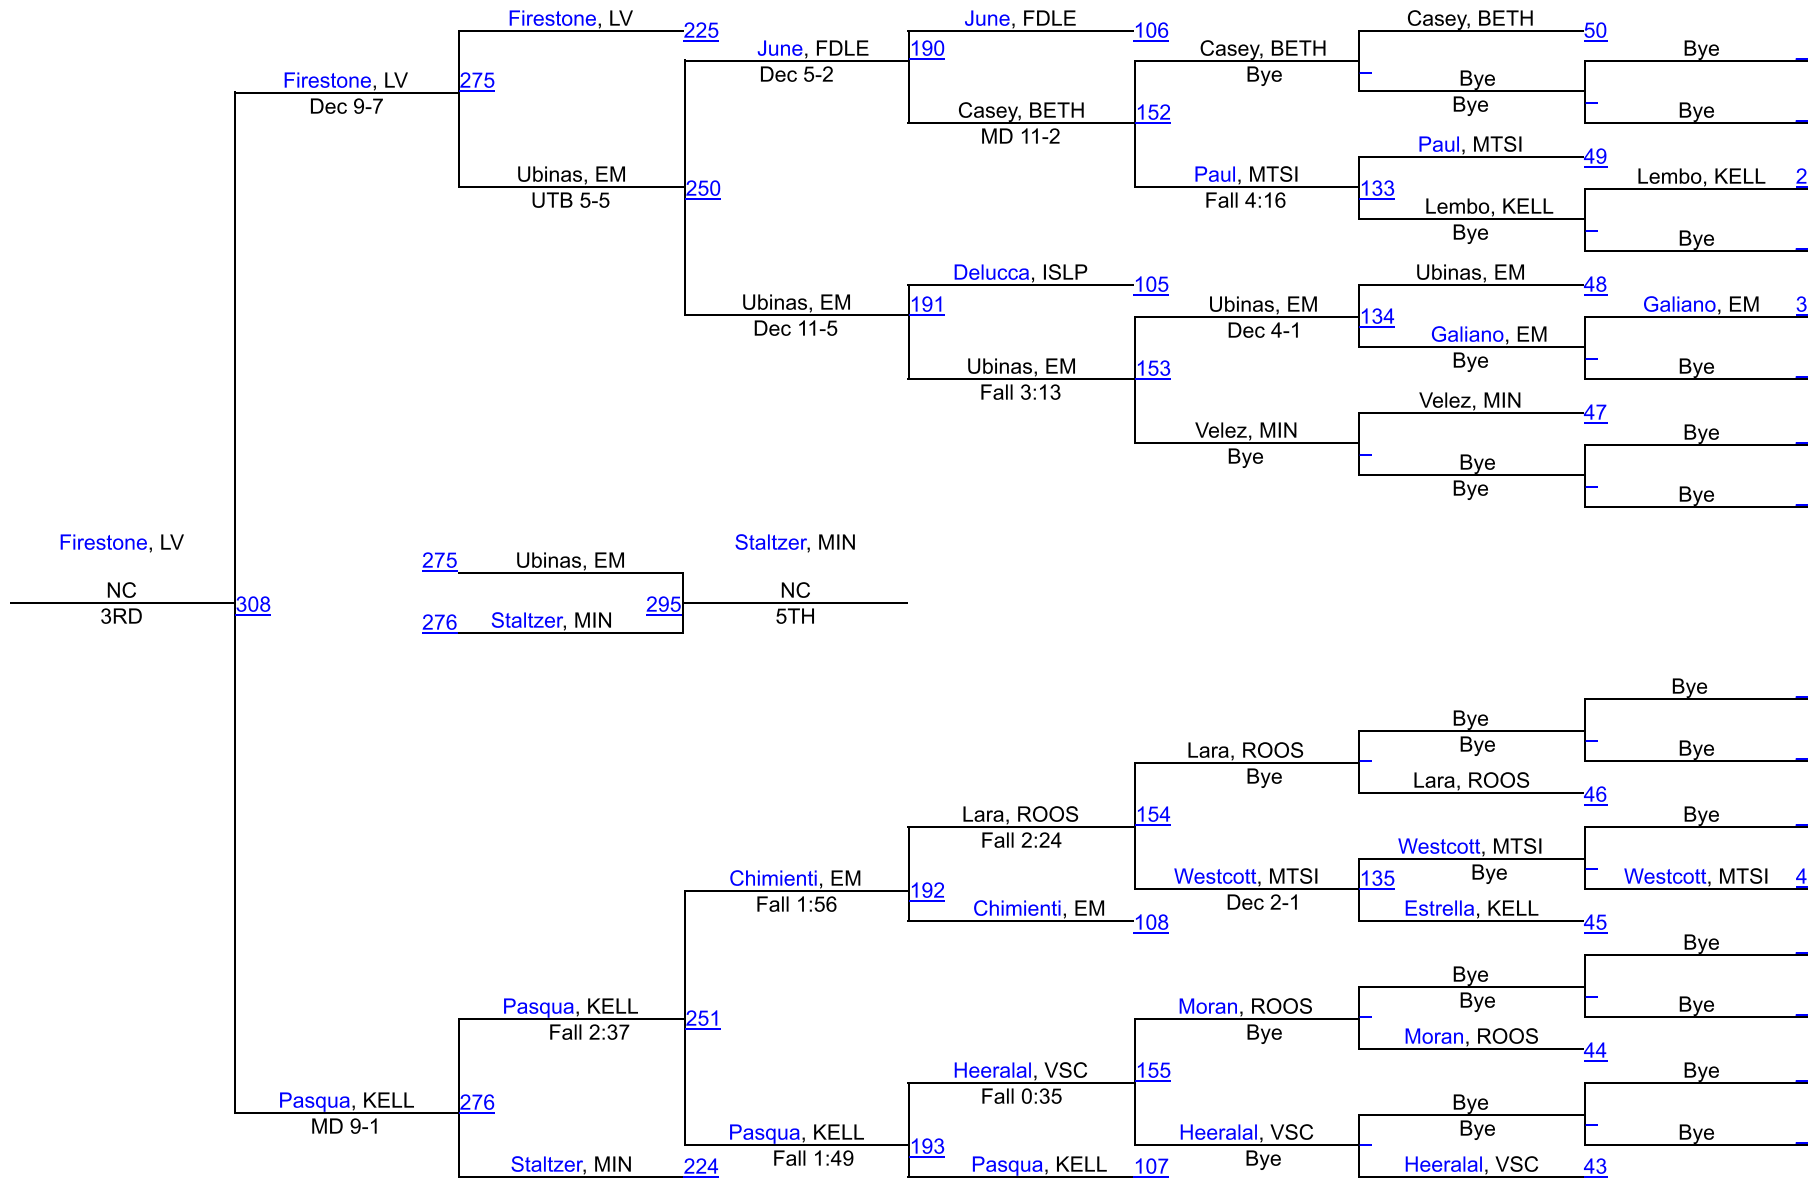 Firestone, LV
225
June, FDLE
106
Casey, BETH
50
Bye
June, FDLE
190
Casey, BETH
Dec 5-2
Bye
Bye
Firestone, LV
275
Bye
Dec 9-7
Casey, BETH
152
Bye
MD 11-2
Paul, MTSI
49
Ubinas, EM
250
Paul, MTSI
133
Lembo, KELL
2
UTB 5-5
Fall 4:16
Lembo, KELL
Bye
Bye
Delucca, ISLP
105
Ubinas, EM
48
Ubinas, EM
191
Ubinas, EM
134
Galiano, EM
3
Dec 11-5
Dec 4-1
Galiano, EM
Bye
Ubinas, EM
153
Bye
Fall 3:13
Velez, MIN
47
Velez, MIN
Bye
Bye
Bye
Bye
Bye
Firestone, LV
Staltzer, MIN
275
Ubinas, EM
NC
308
295
NC
3RD
276
Staltzer, MIN
5TH
Bye
Bye
Lara, ROOS
Bye
Bye
Bye
Lara, ROOS
46
Lara, ROOS
154
Bye
Fall 2:24
Westcott, MTSI
Chimienti, EM
192
Westcott, MTSI
135
Bye
Westcott, MTSI
4
Fall 1:56
Dec 2-1
Chimienti, EM
108
Estrella, KELL
45
Bye
Bye
Pasqua, KELL
251
Moran, ROOS
Bye
Bye
Fall 2:37
Bye
Moran, ROOS
44
Heeralal, VSC
155
Bye
Fall 0:35
Pasqua, KELL
276
Bye
MD 9-1
Bye
Pasqua, KELL
193
Heeralal, VSC
Bye
Fall 1:49
Bye
Staltzer, MIN
224
Pasqua, KELL
107
Heeralal, VSC
43